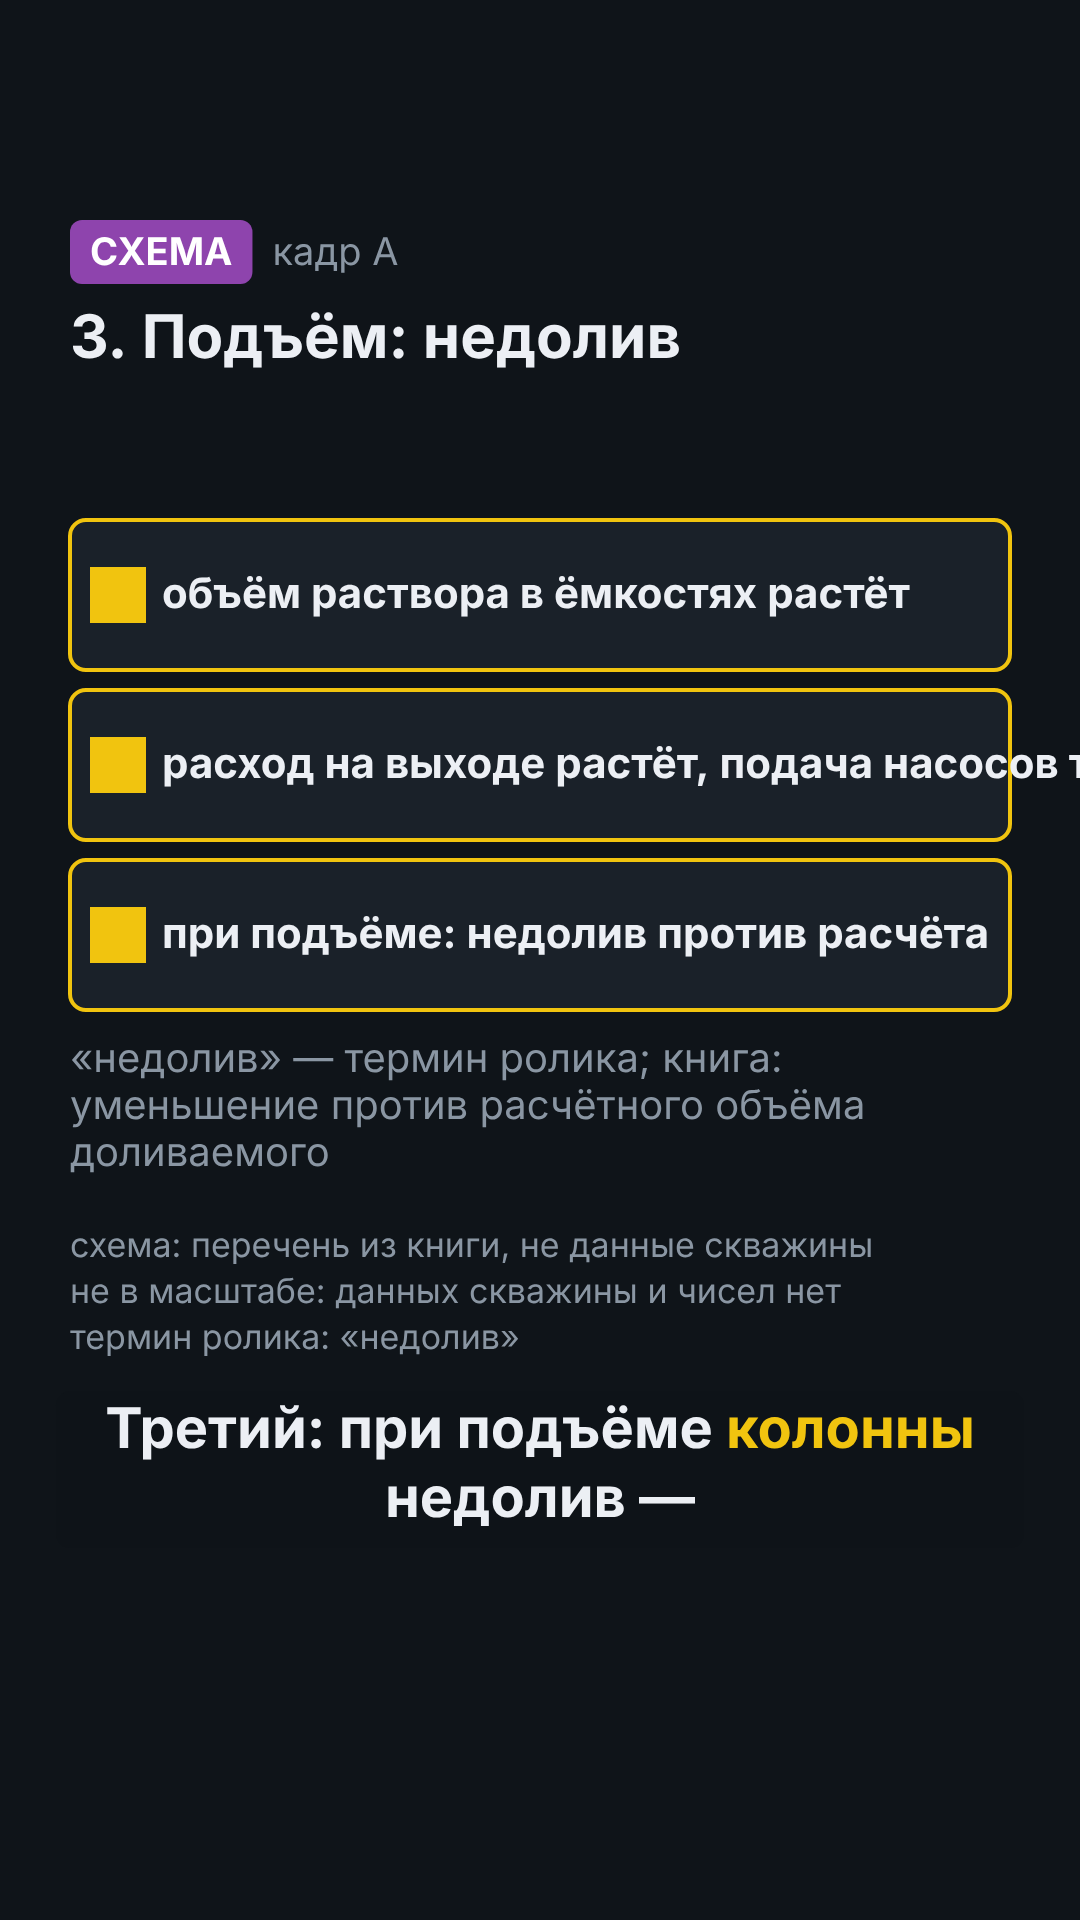 СХЕМА кадр А
3. Подъём: недолив
объём раствора в ёмкостях растёт
расход на выходе растёт, подача насосов
при подъёме: недолив против расчёта
«недолив» — термин ролика; книга:
уменьшение против расчётного объёма
доливаемого
схема: перечень из книги, не данные скважины
не в масштабе: данных скважины и чисел нет
термин ролика: «недолив»
Третий: при подъёме колонны
недолив —